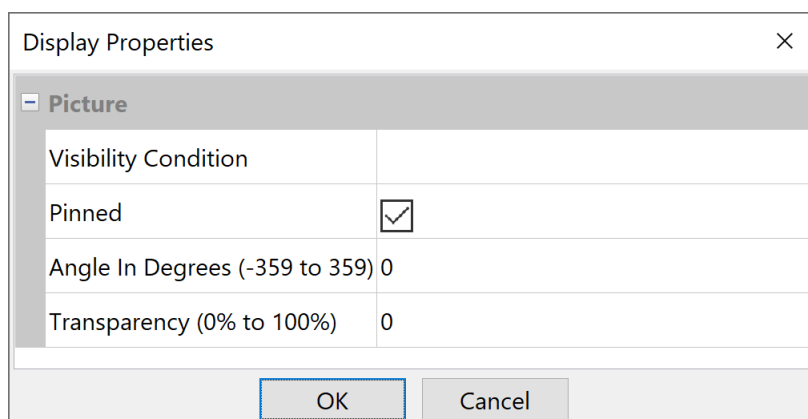 Display Properties
Picture
Visibility Condition
Pinned
Angle In Degrees (-359 to 359) 0
Transparency (0% to 100%) 0
OK Cancel